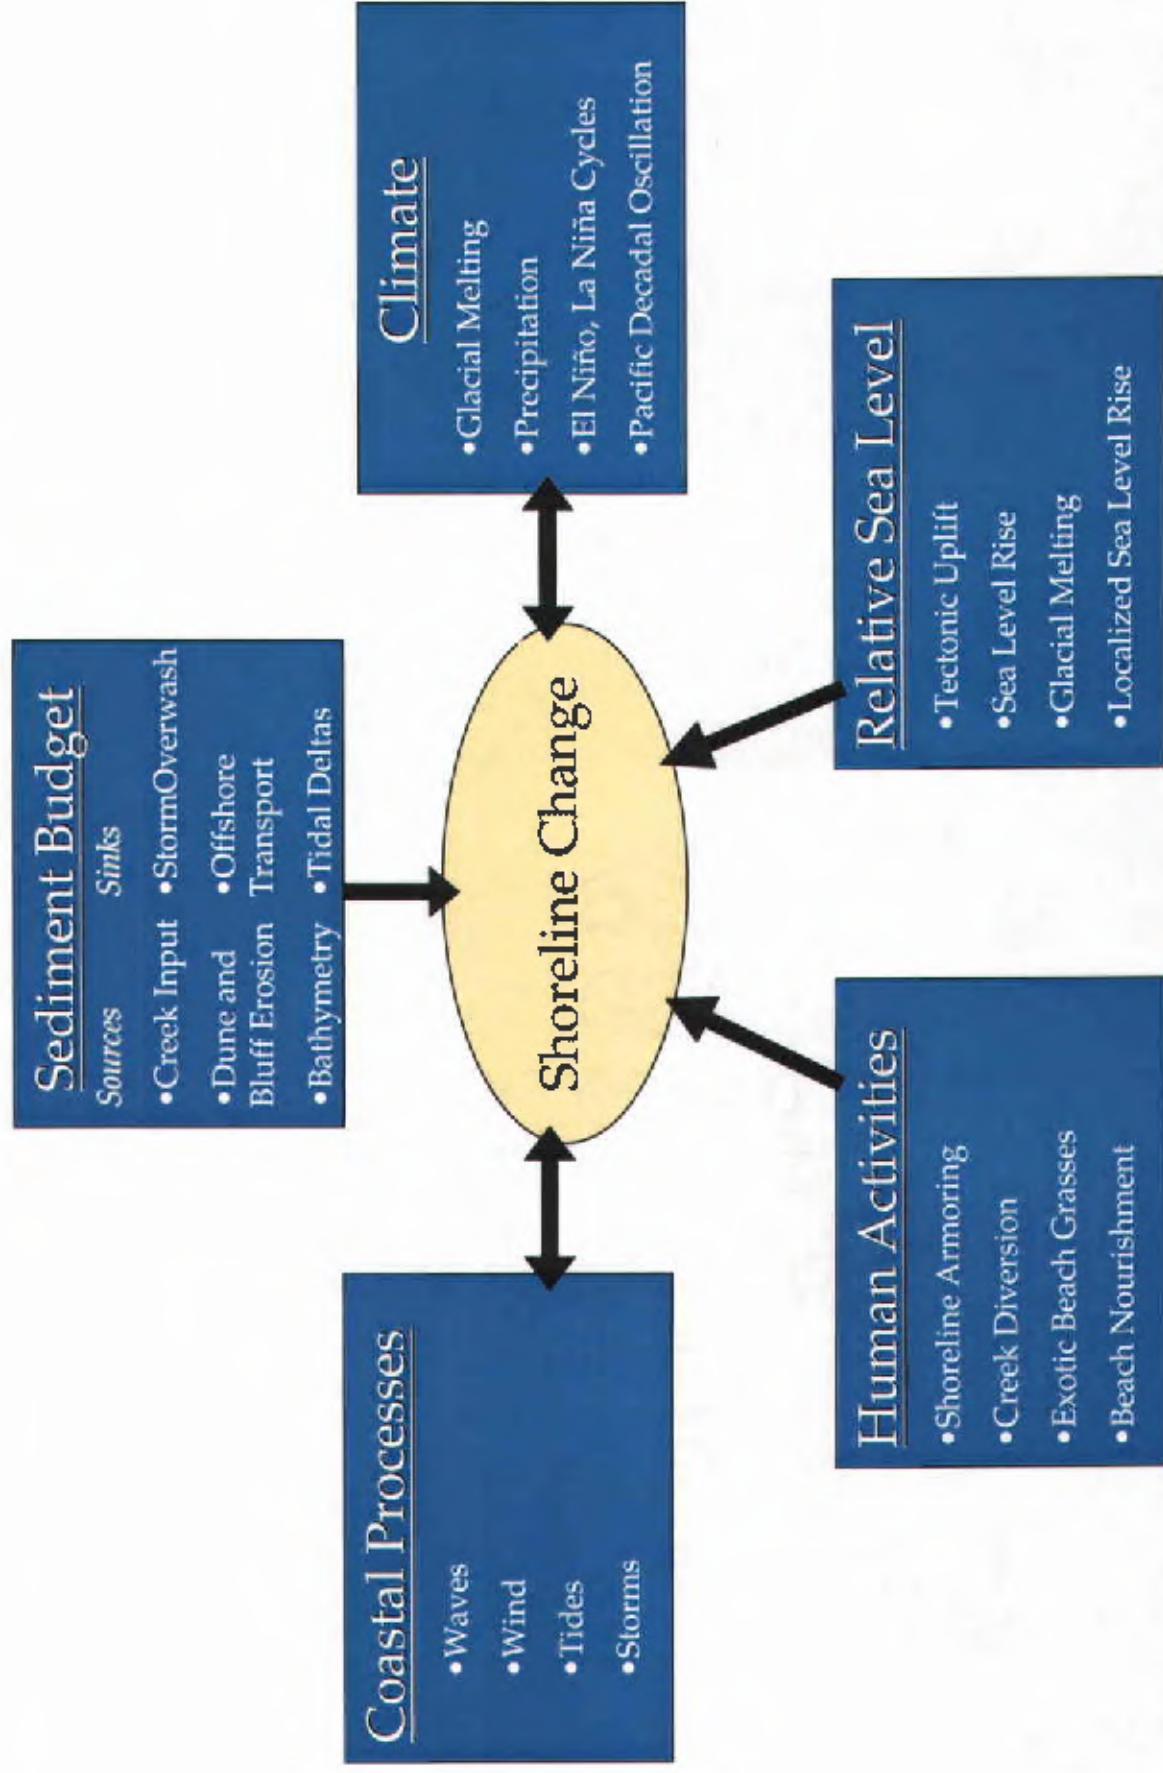 Sediment Budget
Sources Sinks
•Creek Input •StormOverwash
•Dune and •Offshore
Bluff Erosion Transport
•Bathymetry •Tidal Deltas
Coastal Processes
•Waves
•Wind
•Tides
•Storms
Shoreline Change
Climate
•Glacial Melting
•Precipitation
•El Niño, La Niña Cycles
•Pacific Decadal Oscillation
Human Activities
•Shoreline Armoring
•Creek Diversion
•Exotic Beach Grasses
•Beach Nourishment
Relative Sea Level
•Tectonic Uplift
•Sea Level Rise
•Glacial Melting
•Localized Sea Level Rise